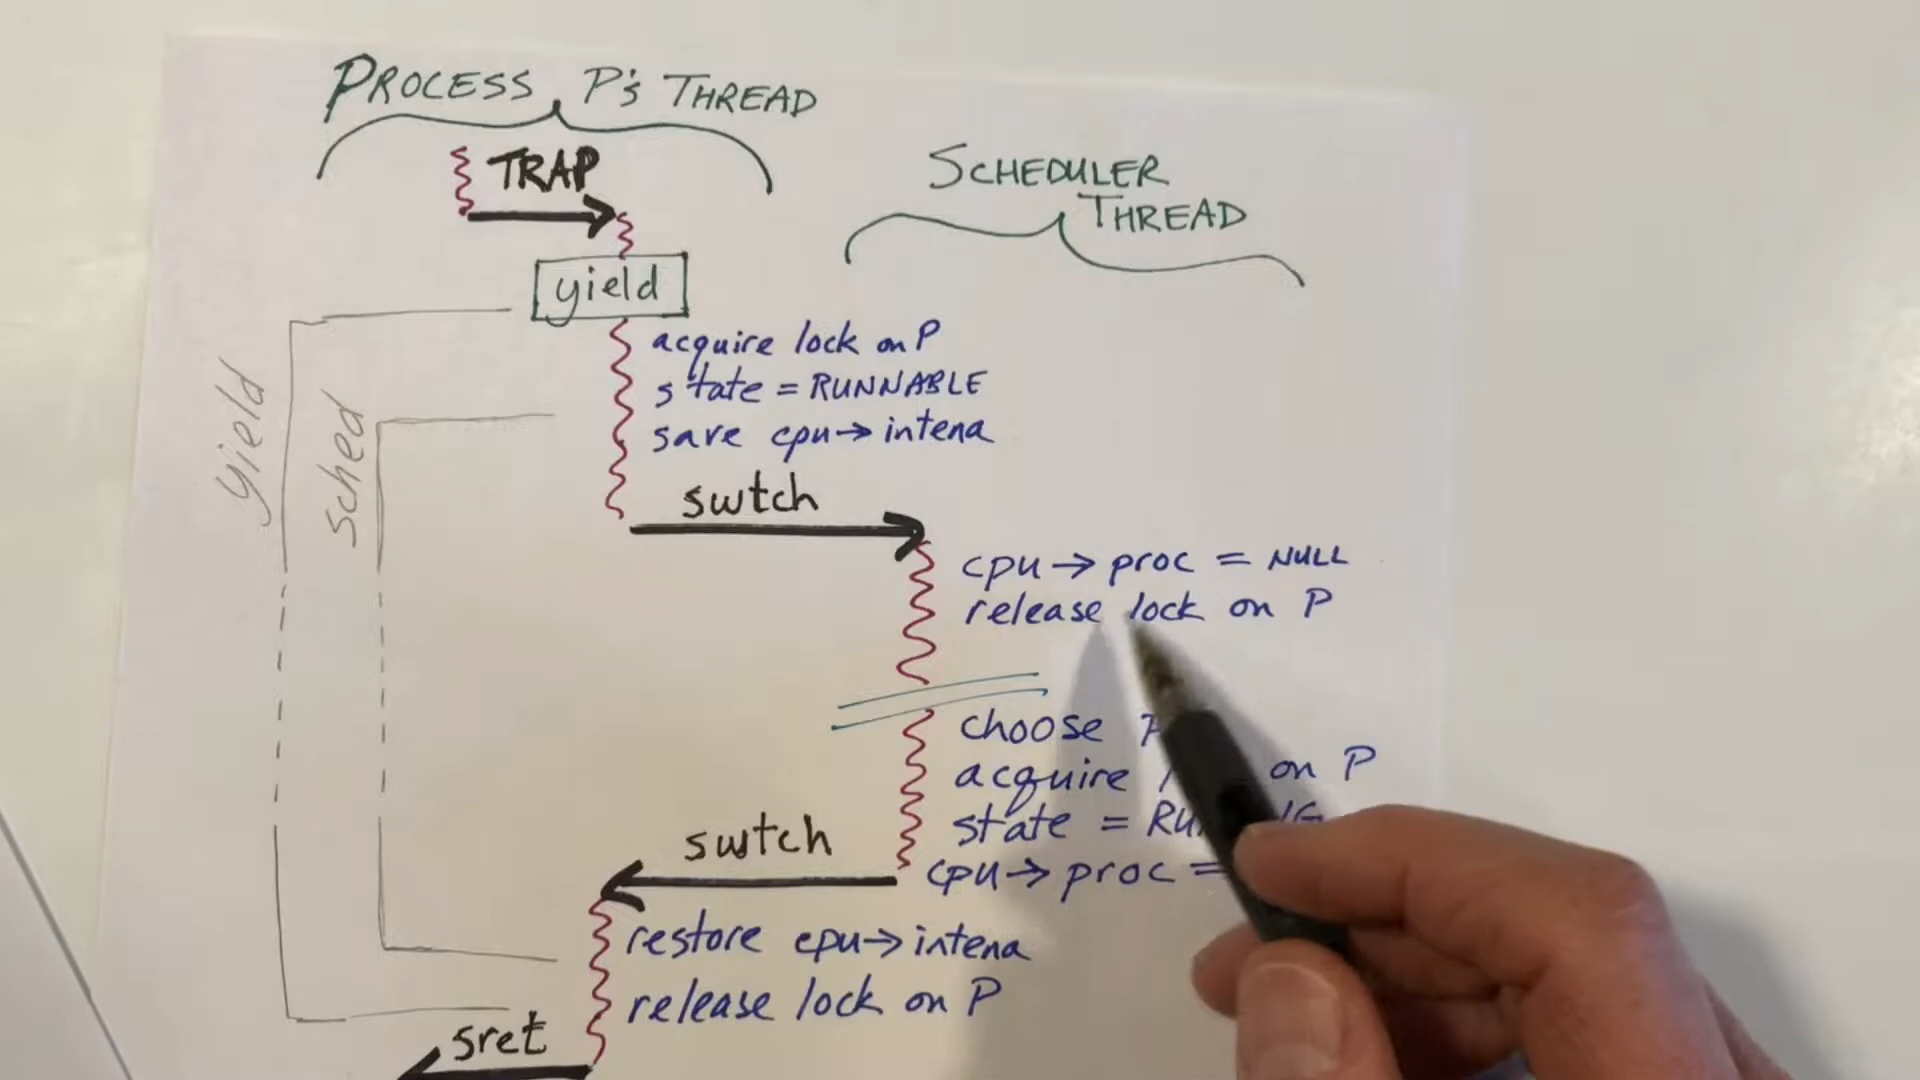 PROCESS P's THREAD
TRAP
SCHEDULER
THREAD
yield
acquire lock on P
state = RUNNABLE
save cpu → intena
yield
sched
swtch
cpu → proc = NULL
release lock on P
choose
acquire on P
state =
swtch
cpu → proc =
restore cpu → intena
release lock on P
sret